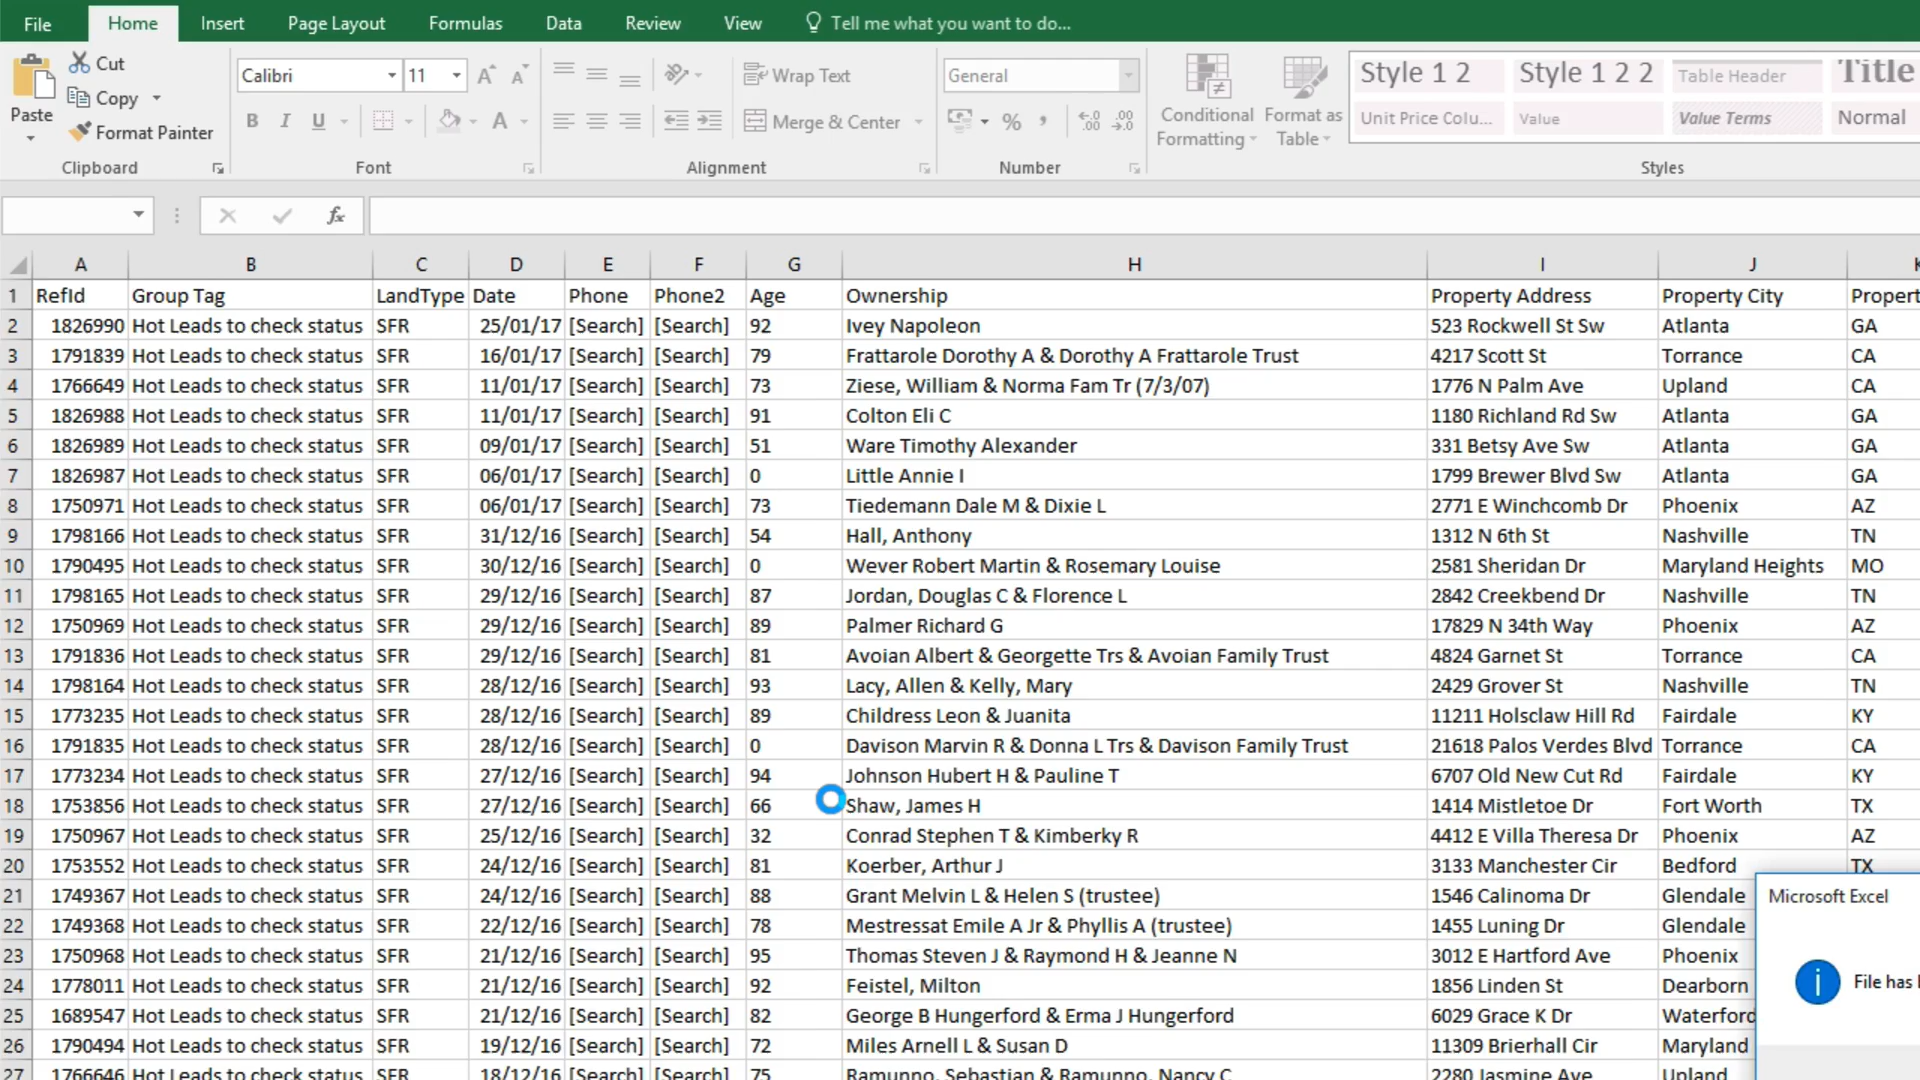 File Home Insert Page Layout Formulas Data Review View Tell me what you want to do...
Cut
Copy
Format Painter
Paste
Clipboard
Calibri 11
B I U
Font
Wrap Text
Merge & Center
Alignment
General
%
Number
Conditional Formatting
Format as Table
Style 1 2 Style 1 2 2 Table Header Title
Unit Price Colu... Value Value Terms Normal
Styles
fx
A B C D E F G H I J
1 RefId Group Tag LandType Date Phone Phone2 Age Ownership Property Address Property City Propert
2 1826990 Hot Leads to check status SFR 25/01/17 [Search] [Search] 92 Ivey Napoleon 523 Rockwell St Sw Atlanta GA
3 1791839 Hot Leads to check status SFR 16/01/17 [Search] [Search] 79 Frattarole Dorothy A & Dorothy A Frattarole Trust 4217 Scott St Torrance CA
4 1766649 Hot Leads to check status SFR 11/01/17 [Search] [Search] 73 Ziese, William & Norma Fam Tr (7/3/07) 1776 N Palm Ave Upland CA
5 1826988 Hot Leads to check status SFR 11/01/17 [Search] [Search] 91 Colton Eli C 1180 Richland Rd Sw Atlanta GA
6 1826989 Hot Leads to check status SFR 09/01/17 [Search] [Search] 51 Ware Timothy Alexander 331 Betsy Ave Sw Atlanta GA
7 1826987 Hot Leads to check status SFR 06/01/17 [Search] [Search] 0 Little Annie I 1799 Brewer Blvd Sw Atlanta GA
8 1750971 Hot Leads to check status SFR 06/01/17 [Search] [Search] 73 Tiedemann Dale M & Dixie L 2771 E Winchcomb Dr Phoenix AZ
9 1798166 Hot Leads to check status SFR 31/12/16 [Search] [Search] 54 Hall, Anthony 1312 N 6th St Nashville TN
10 1790495 Hot Leads to check status SFR 30/12/16 [Search] [Search] 0 Wever Robert Martin & Rosemary Louise 2581 Sheridan Dr Maryland Heights MO
11 1798165 Hot Leads to check status SFR 29/12/16 [Search] [Search] 87 Jordan, Douglas C & Florence L 2842 Creekbend Dr Nashville TN
12 1750969 Hot Leads to check status SFR 29/12/16 [Search] [Search] 89 Palmer Richard G 17829 N 34th Way Phoenix AZ
13 1791836 Hot Leads to check status SFR 29/12/16 [Search] [Search] 81 Avoian Albert & Georgette Trs & Avoian Family Trust 4824 Garnet St Torrance CA
14 1798164 Hot Leads to check status SFR 28/12/16 [Search] [Search] 93 Lacy, Allen & Kelly, Mary 2429 Grover St Nashville TN
15 1773235 Hot Leads to check status SFR 28/12/16 [Search] [Search] 89 Childress Leon & Juanita 11211 Holsclaw Hill Rd Fairdale KY
16 1791835 Hot Leads to check status SFR 28/12/16 [Search] [Search] 0 Davison Marvin R & Donna L Trs & Davison Family Trust 21618 Palos Verdes Blvd Torrance CA
17 1773234 Hot Leads to check status SFR 27/12/16 [Search] [Search] 94 Johnson Hubert H & Pauline T 6707 Old New Cut Rd Fairdale KY
18 1753856 Hot Leads to check status SFR 27/12/16 [Search] [Search] 66 Shaw, James H 1414 Mistletoe Dr Fort Worth TX
19 1750967 Hot Leads to check status SFR 25/12/16 [Search] [Search] 32 Conrad Stephen T & Kimberky R 4412 E Villa Theresa Dr Phoenix AZ
20 1753552 Hot Leads to check status SFR 24/12/16 [Search] [Search] 81 Koerber, Arthur J 3133 Manchester Cir Bedford TX
21 1749367 Hot Leads to check status SFR 24/12/16 [Search] [Search] 88 Grant Melvin L & Helen S (trustee) 1546 Calinoma Dr Glendale
22 1749368 Hot Leads to check status SFR 22/12/16 [Search] [Search] 78 Mestressat Emile A Jr & Phyllis A (trustee) 1455 Luning Dr Glendale
23 1750968 Hot Leads to check status SFR 21/12/16 [Search] [Search] 95 Thomas Steven J & Raymond H & Jeanne N 3012 E Hartford Ave Phoenix
24 1778011 Hot Leads to check status SFR 21/12/16 [Search] [Search] 92 Feistel, Milton 1856 Linden St Dearborn
25 1689547 Hot Leads to check status SFR 21/12/16 [Search] [Search] 82 George B Hungerford & Erma J Hungerford 6029 Grace K Dr Waterford
26 1790494 Hot Leads to check status SFR 19/12/16 [Search] [Search] 72 Miles Arnell L & Susan D 11309 Brierhall Cir Maryland
27 1766646 Hot Leads to check status SFR 18/12/16 [Search] [Search] 75 Ramunno, Sebastian & Ramunno, Nancy C 2280 Jasmine Ave Upland
Microsoft Excel
File has